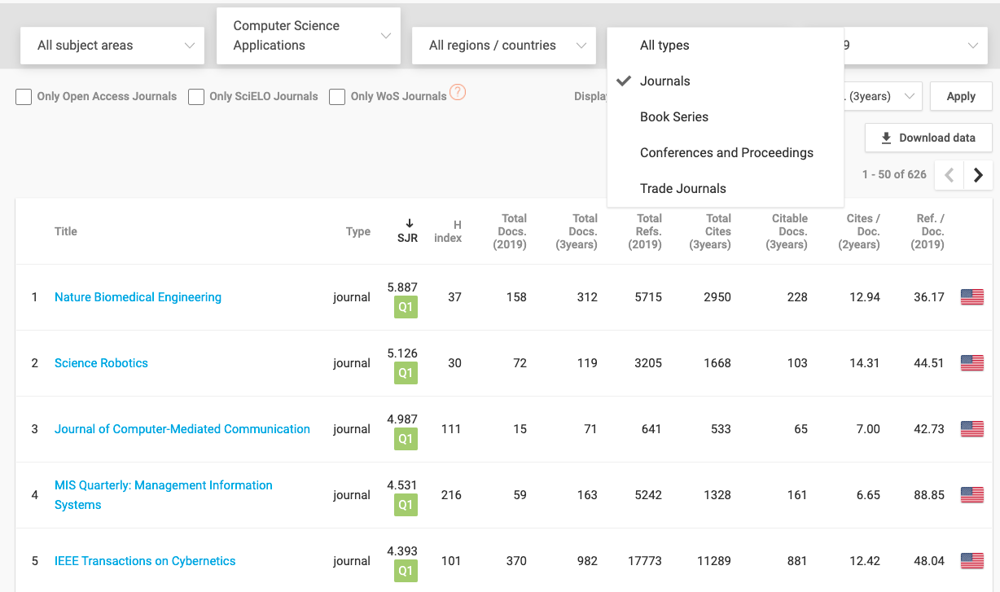 All subject areas
Computer Science
Applications
All regions / countries
All types
Journals
Book Series
Conferences and Proceedings
Trade Journals
9
Only Open Access Journals
Only SciELO Journals
Only WoS Journals
?
Display
. (3years)
Apply
Download data
1 - 50 of 626
Title Type SJR H index Total Docs. (2019) Total Docs. (3years) Total Refs. (2019) Total Cites (3years) Citable Docs. (3years) Cites / Doc. (2years) Ref. / Doc. (2019)
1 Nature Biomedical Engineering journal 5.887 Q1 37 158 312 5715 2950 228 12.94 36.17
2 Science Robotics journal 5.126 Q1 30 72 119 3205 1668 103 14.31 44.51
3 Journal of Computer-Mediated Communication journal 4.987 Q1 111 15 71 641 533 65 7.00 42.73
4 MIS Quarterly: Management Information Systems journal 4.531 Q1 216 59 163 5242 1328 161 6.65 88.85
5 IEEE Transactions on Cybernetics journal 4.393 Q1 101 370 982 17773 11289 881 12.42 48.04